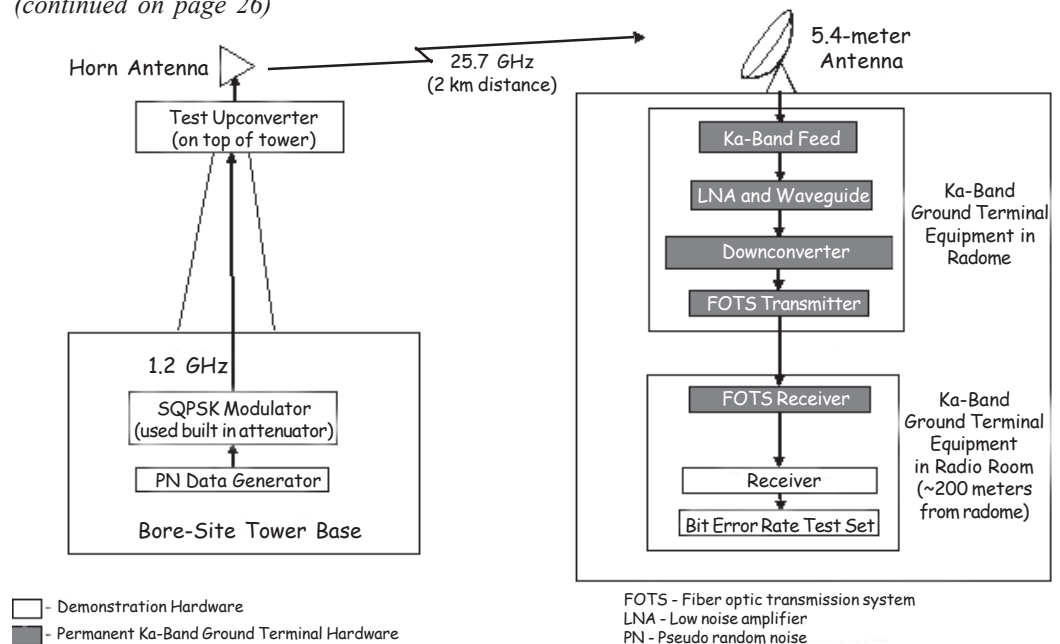 (continued on page 26)
Horn Antenna
25.7 GHz
(2 km distance)
5.4-meter
Antenna
Test Upconverter
(on top of tower)
Ka-Band Feed
LNA and Waveguide
Downconverter
FOTS Transmitter
Ka-Band
Ground Terminal
Equipment in
Radome
1.2 GHz
SQPSK Modulator
(used built in attenuator)
PN Data Generator
Bore-Site Tower Base
FOTS Receiver
Receiver
Bit Error Rate Test Set
Ka-Band
Ground Terminal
Equipment
in Radio Room
(~200 meters
from radome)
- Demonstration Hardware
- Permanent Ka-Band Ground Terminal Hardware
FOTS - Fiber optic transmission system
LNA - Low noise amplifier
PN - Pseudo random noise